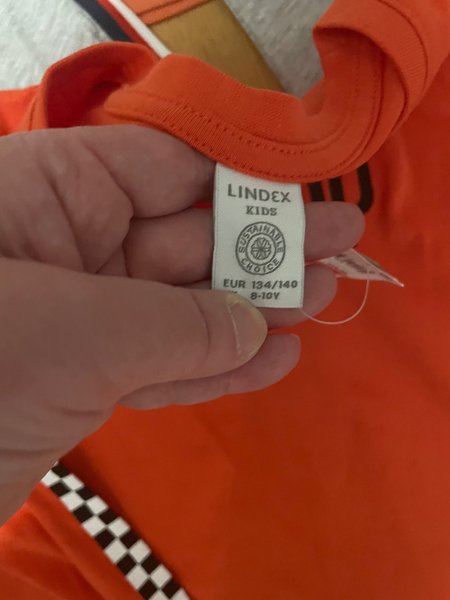 LINDEX
KIDS
SUSTAINABLE
CHOICE
EUR 134/140
8-10Y